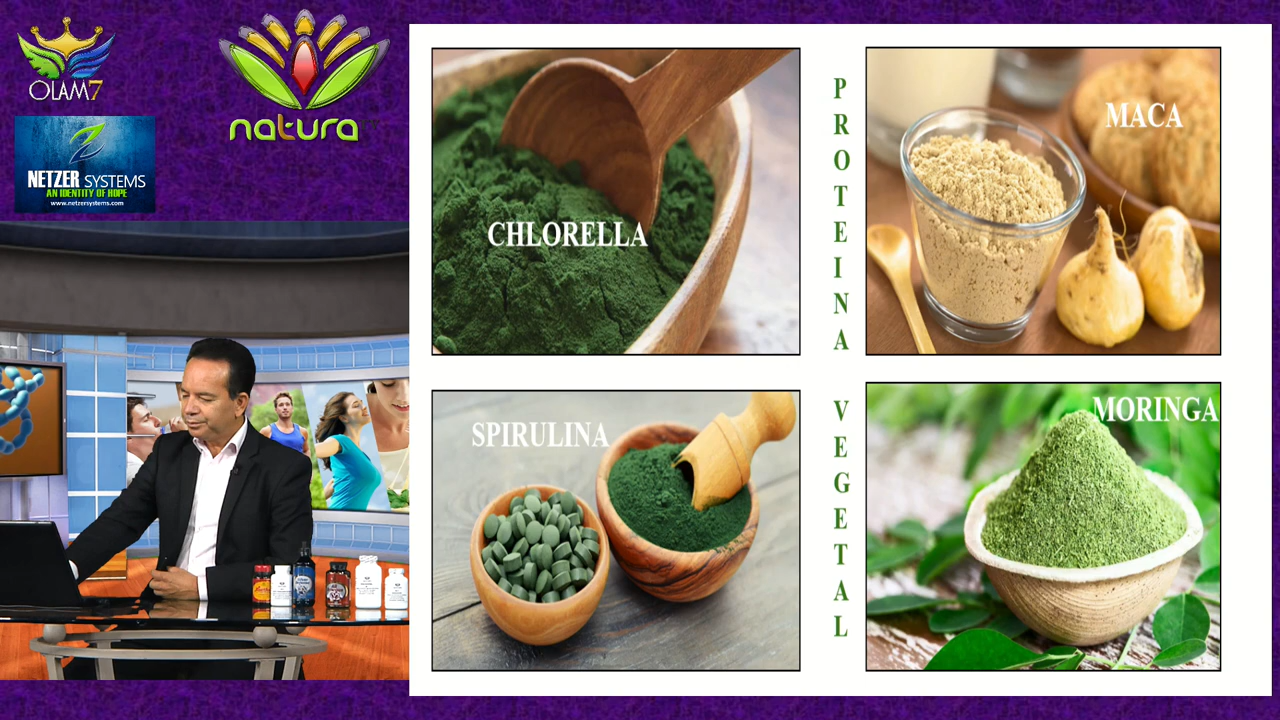 OLAM7
natura
NETZER SYSTEMS
AN IDENTITY OF HOPE
www.netzersystems.com
CHLORELLA
PROTEINA
MACA
SPIRULINA
VEGETAL
MORINGA